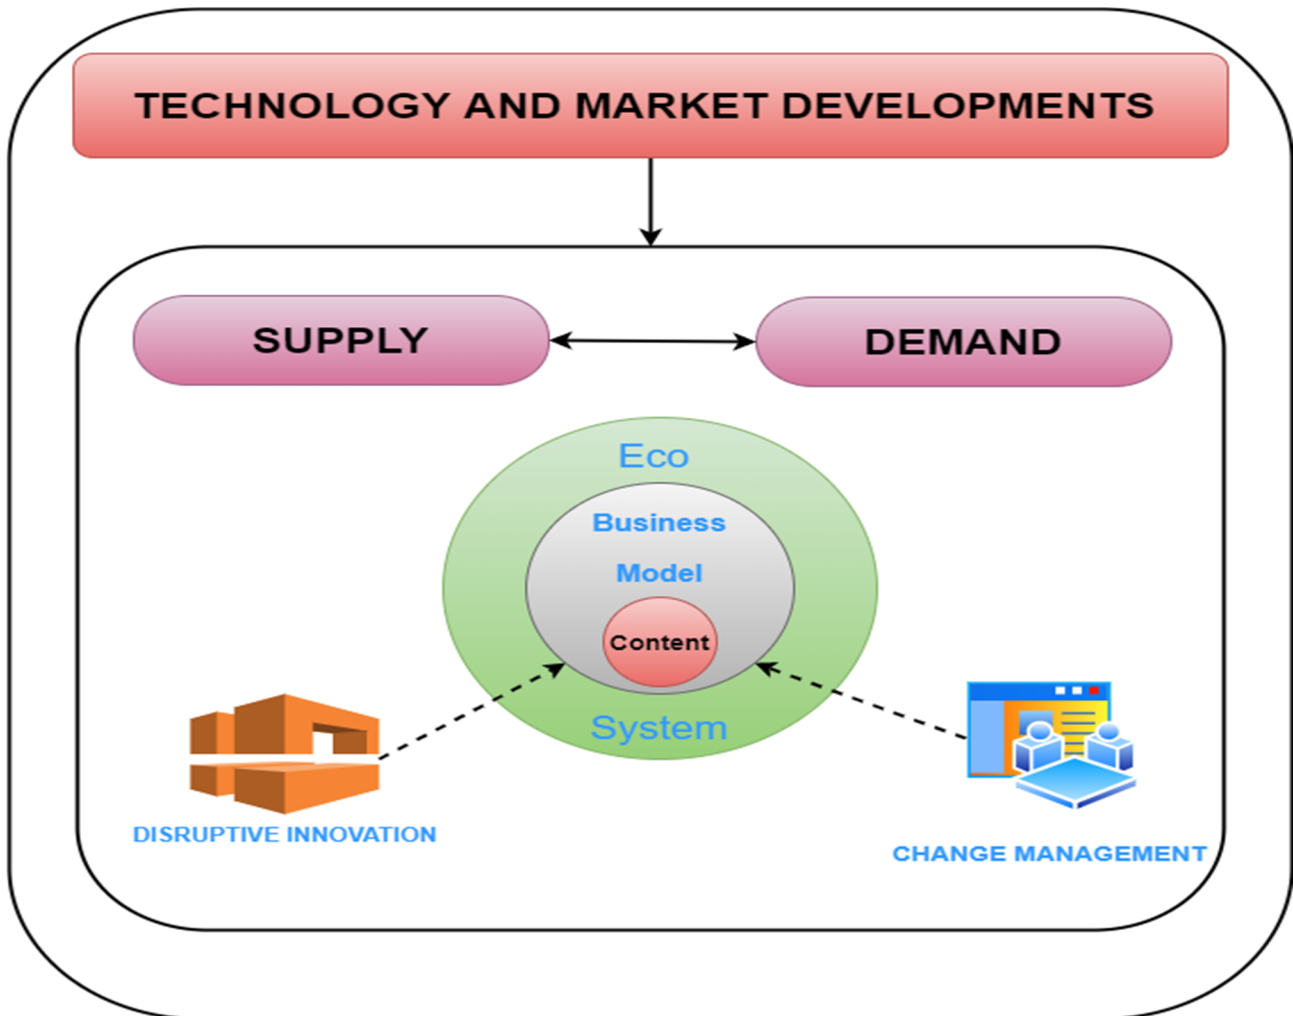 TECHNOLOGY AND MARKET DEVELOPMENTS
SUPPLY
DEMAND
Eco
Business
Model
Content
System
DISRUPTIVE INNOVATION
CHANGE MANAGEMENT